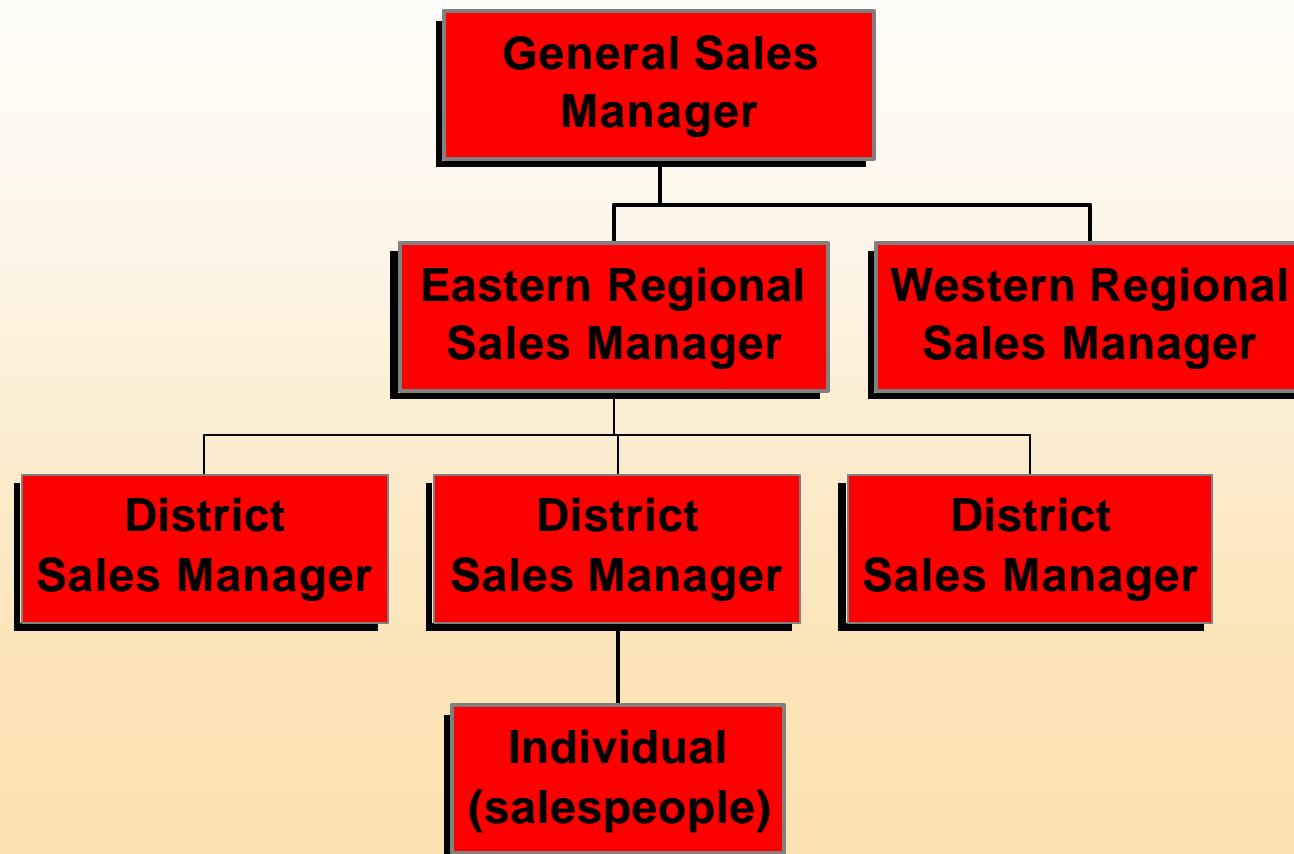 General Sales
Manager
Eastern Regional
Sales Manager
Western Regional
Sales Manager
District
Sales Manager
District
Sales Manager
District
Sales Manager
Individual
(salespeople)